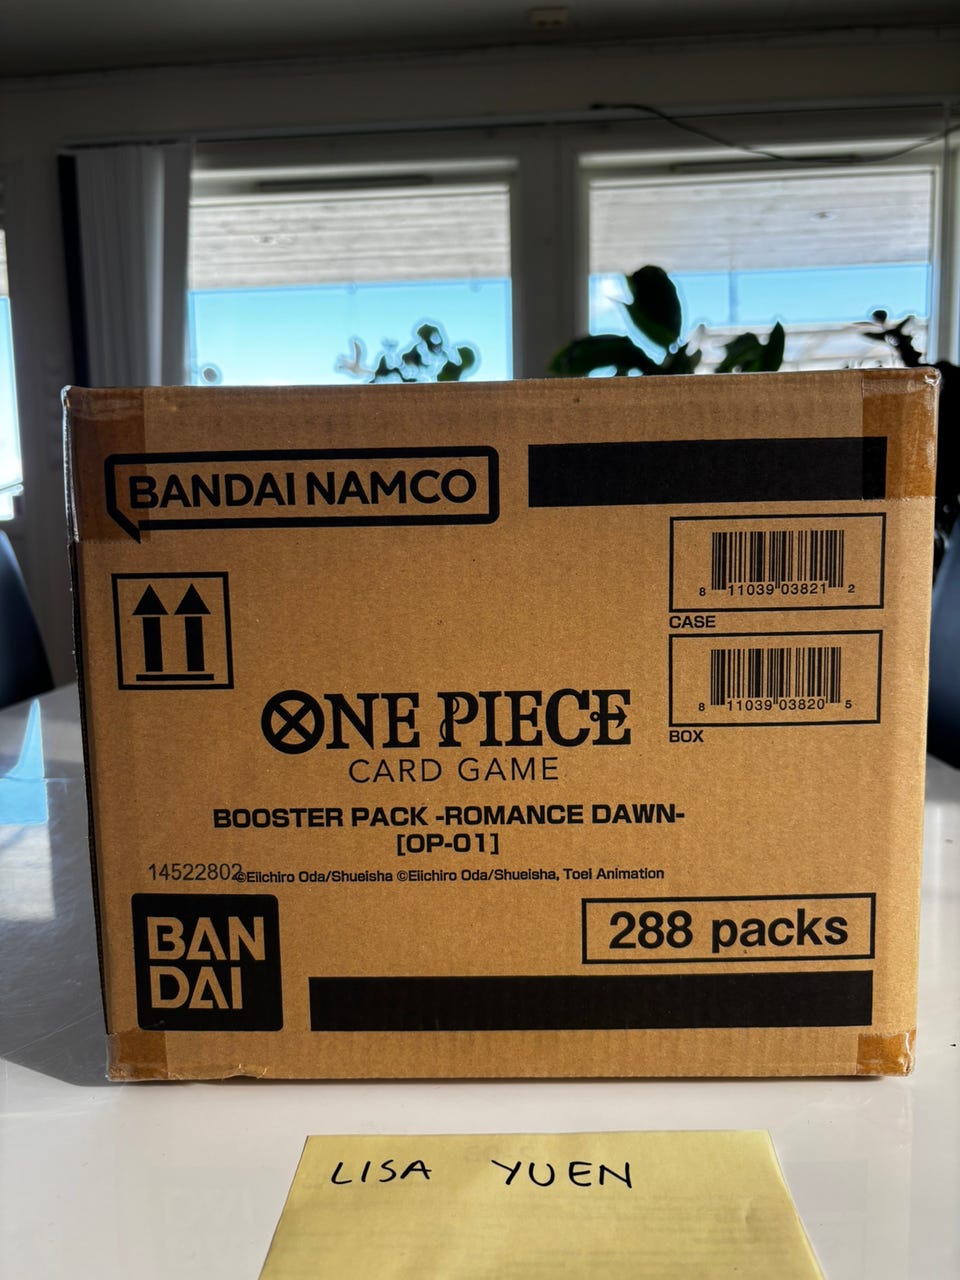 BANDAI NAMCO
8 11039 03821 2
CASE
8 11039 03820 5
BOX
ONE PIECE
CARD GAME
BOOSTER PACK -ROMANCE DAWN-
[OP-01]
14522802
©Eiichiro Oda/Shueisha ©Eiichiro Oda/Shueisha, Toei Animation
BAN
DAI
288 packs
LISA YUEN